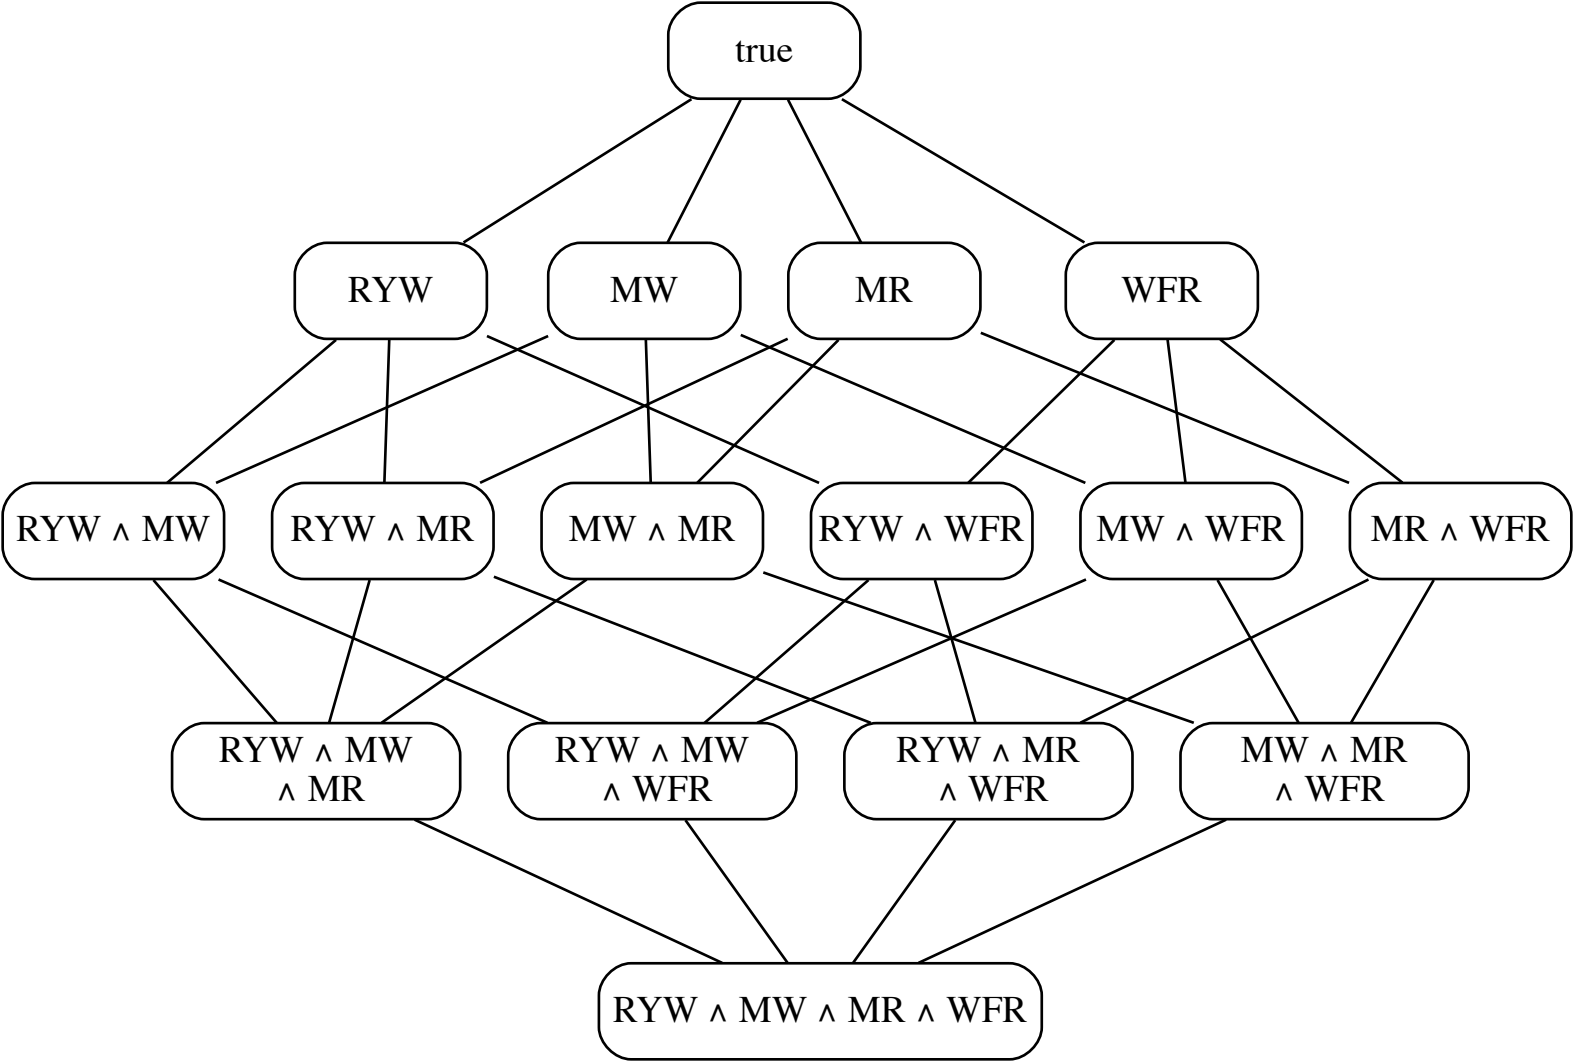 true
RYW
MW
MR
WFR
RYW ∧ MW
RYW ∧ MR
MW ∧ MR
RYW ∧ WFR
MW ∧ WFR
MR ∧ WFR
RYW ∧ MW
∧ MR
RYW ∧ MW
∧ WFR
RYW ∧ MR
∧ WFR
MW ∧ MR
∧ WFR
RYW ∧ MW ∧ MR ∧ WFR